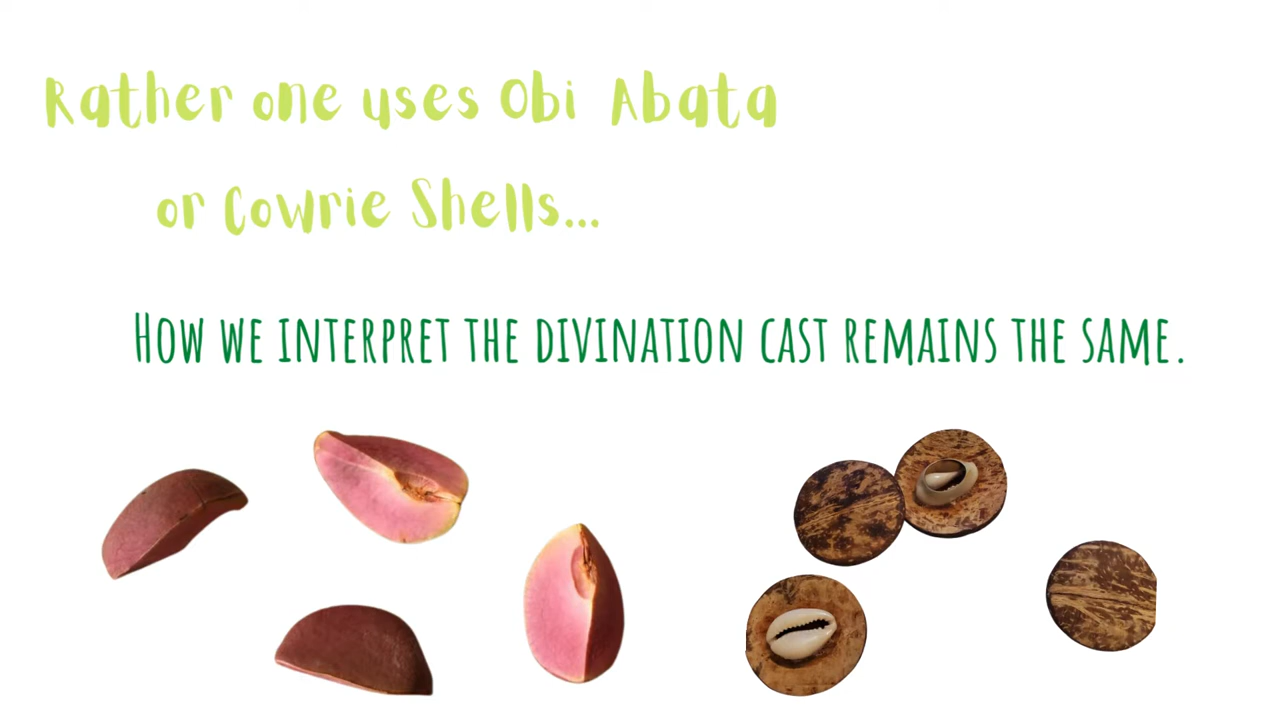 Rather one uses Obi Abata
or Cowrie Shells...
How we interpret the divination cast remains the same.